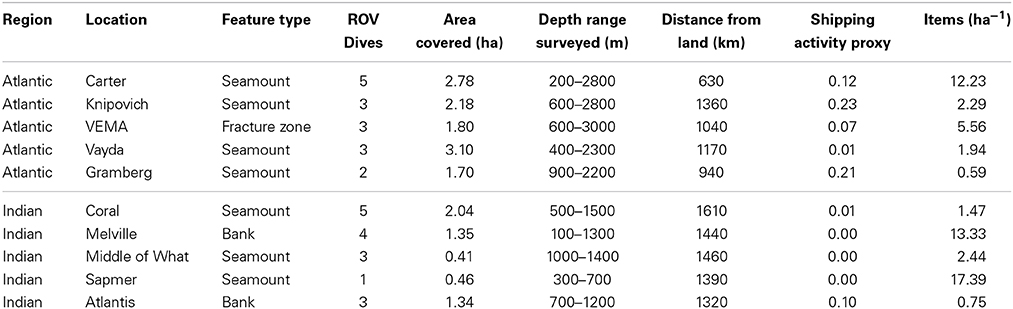 Region Location Feature type ROV Area Depth range Distance from Shipping Items (ha−1)
Dives covered (ha) surveyed (m) land (km) activity proxy
Atlantic Carter Seamount 5 2.78 200–2800 630 0.12 12.23
Atlantic Knipovich Seamount 3 2.18 600–2800 1360 0.23 2.29
Atlantic VEMA Fracture zone 3 1.80 600–3000 1040 0.07 5.56
Atlantic Vayda Seamount 3 3.10 400–2300 1170 0.01 1.94
Atlantic Gramberg Seamount 2 1.70 900–2200 940 0.21 0.59
Indian Coral Seamount 5 2.04 500–1500 1610 0.01 1.47
Indian Melville Bank 4 1.35 100–1300 1440 0.00 13.33
Indian Middle of What Seamount 3 0.41 1000–1400 1460 0.00 2.44
Indian Sapmer Seamount 1 0.46 300–700 1390 0.00 17.39
Indian Atlantis Bank 3 1.34 700–1200 1320 0.10 0.75